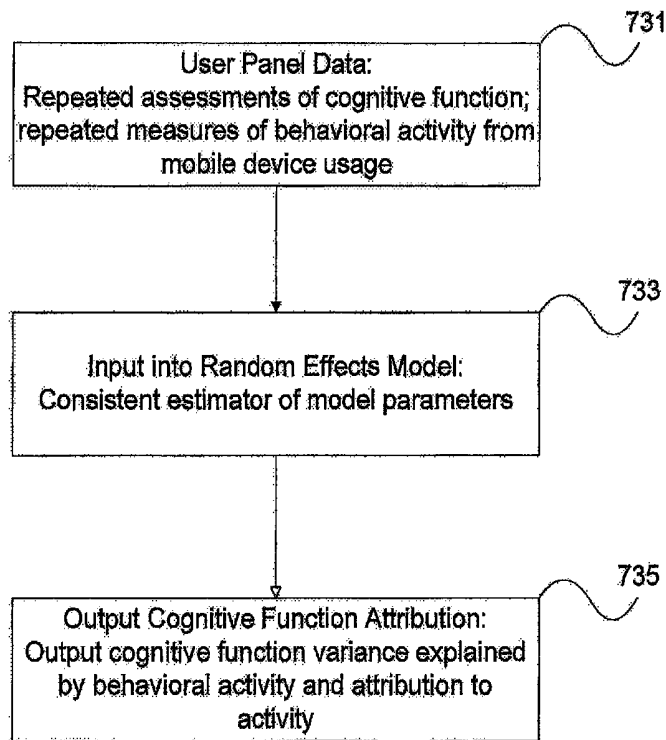 731
User Panel Data:
Repeated assessments of cognitive function;
repeated measures of behavioral activity from
mobile device usage
733
Input into Random Effects Model:
Consistent estimator of model parameters
735
Output Cognitive Function Attribution:
Output cognitive function variance explained
by behavioral activity and attribution to
activity